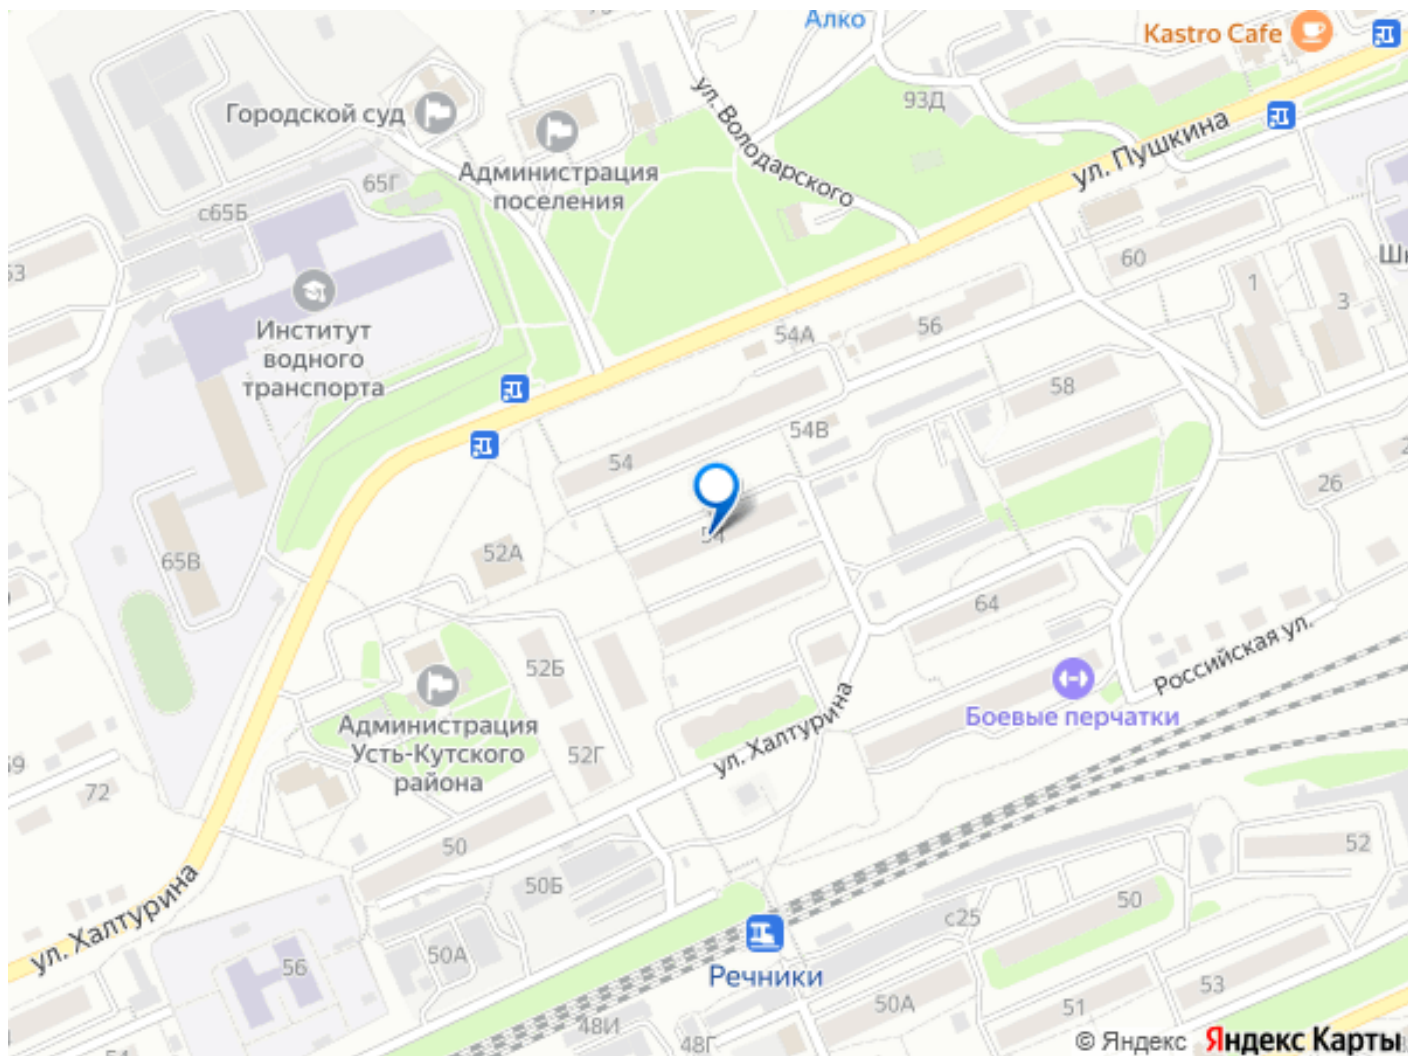 Алко
Kastro Cafe
ул. Володарского
93Д
Городской суд
ул. Пушкина
Администрация
поселения
65Г
с65Б
60
Шк
63
1
3
Институт
водного
транспорта
54А
56
58
54В
54
26
54
52А
65В
64
Российская ул.
52Б
Боевые перчатки
Администрация
Усть-Кутского
района
52Г
ул. Халтурина
72
50
52
50Б
50
ул. Халтурина
с25
50А
56
Речники
53
50А
51
48И
48Г
© Яндекс Яндекс Карты